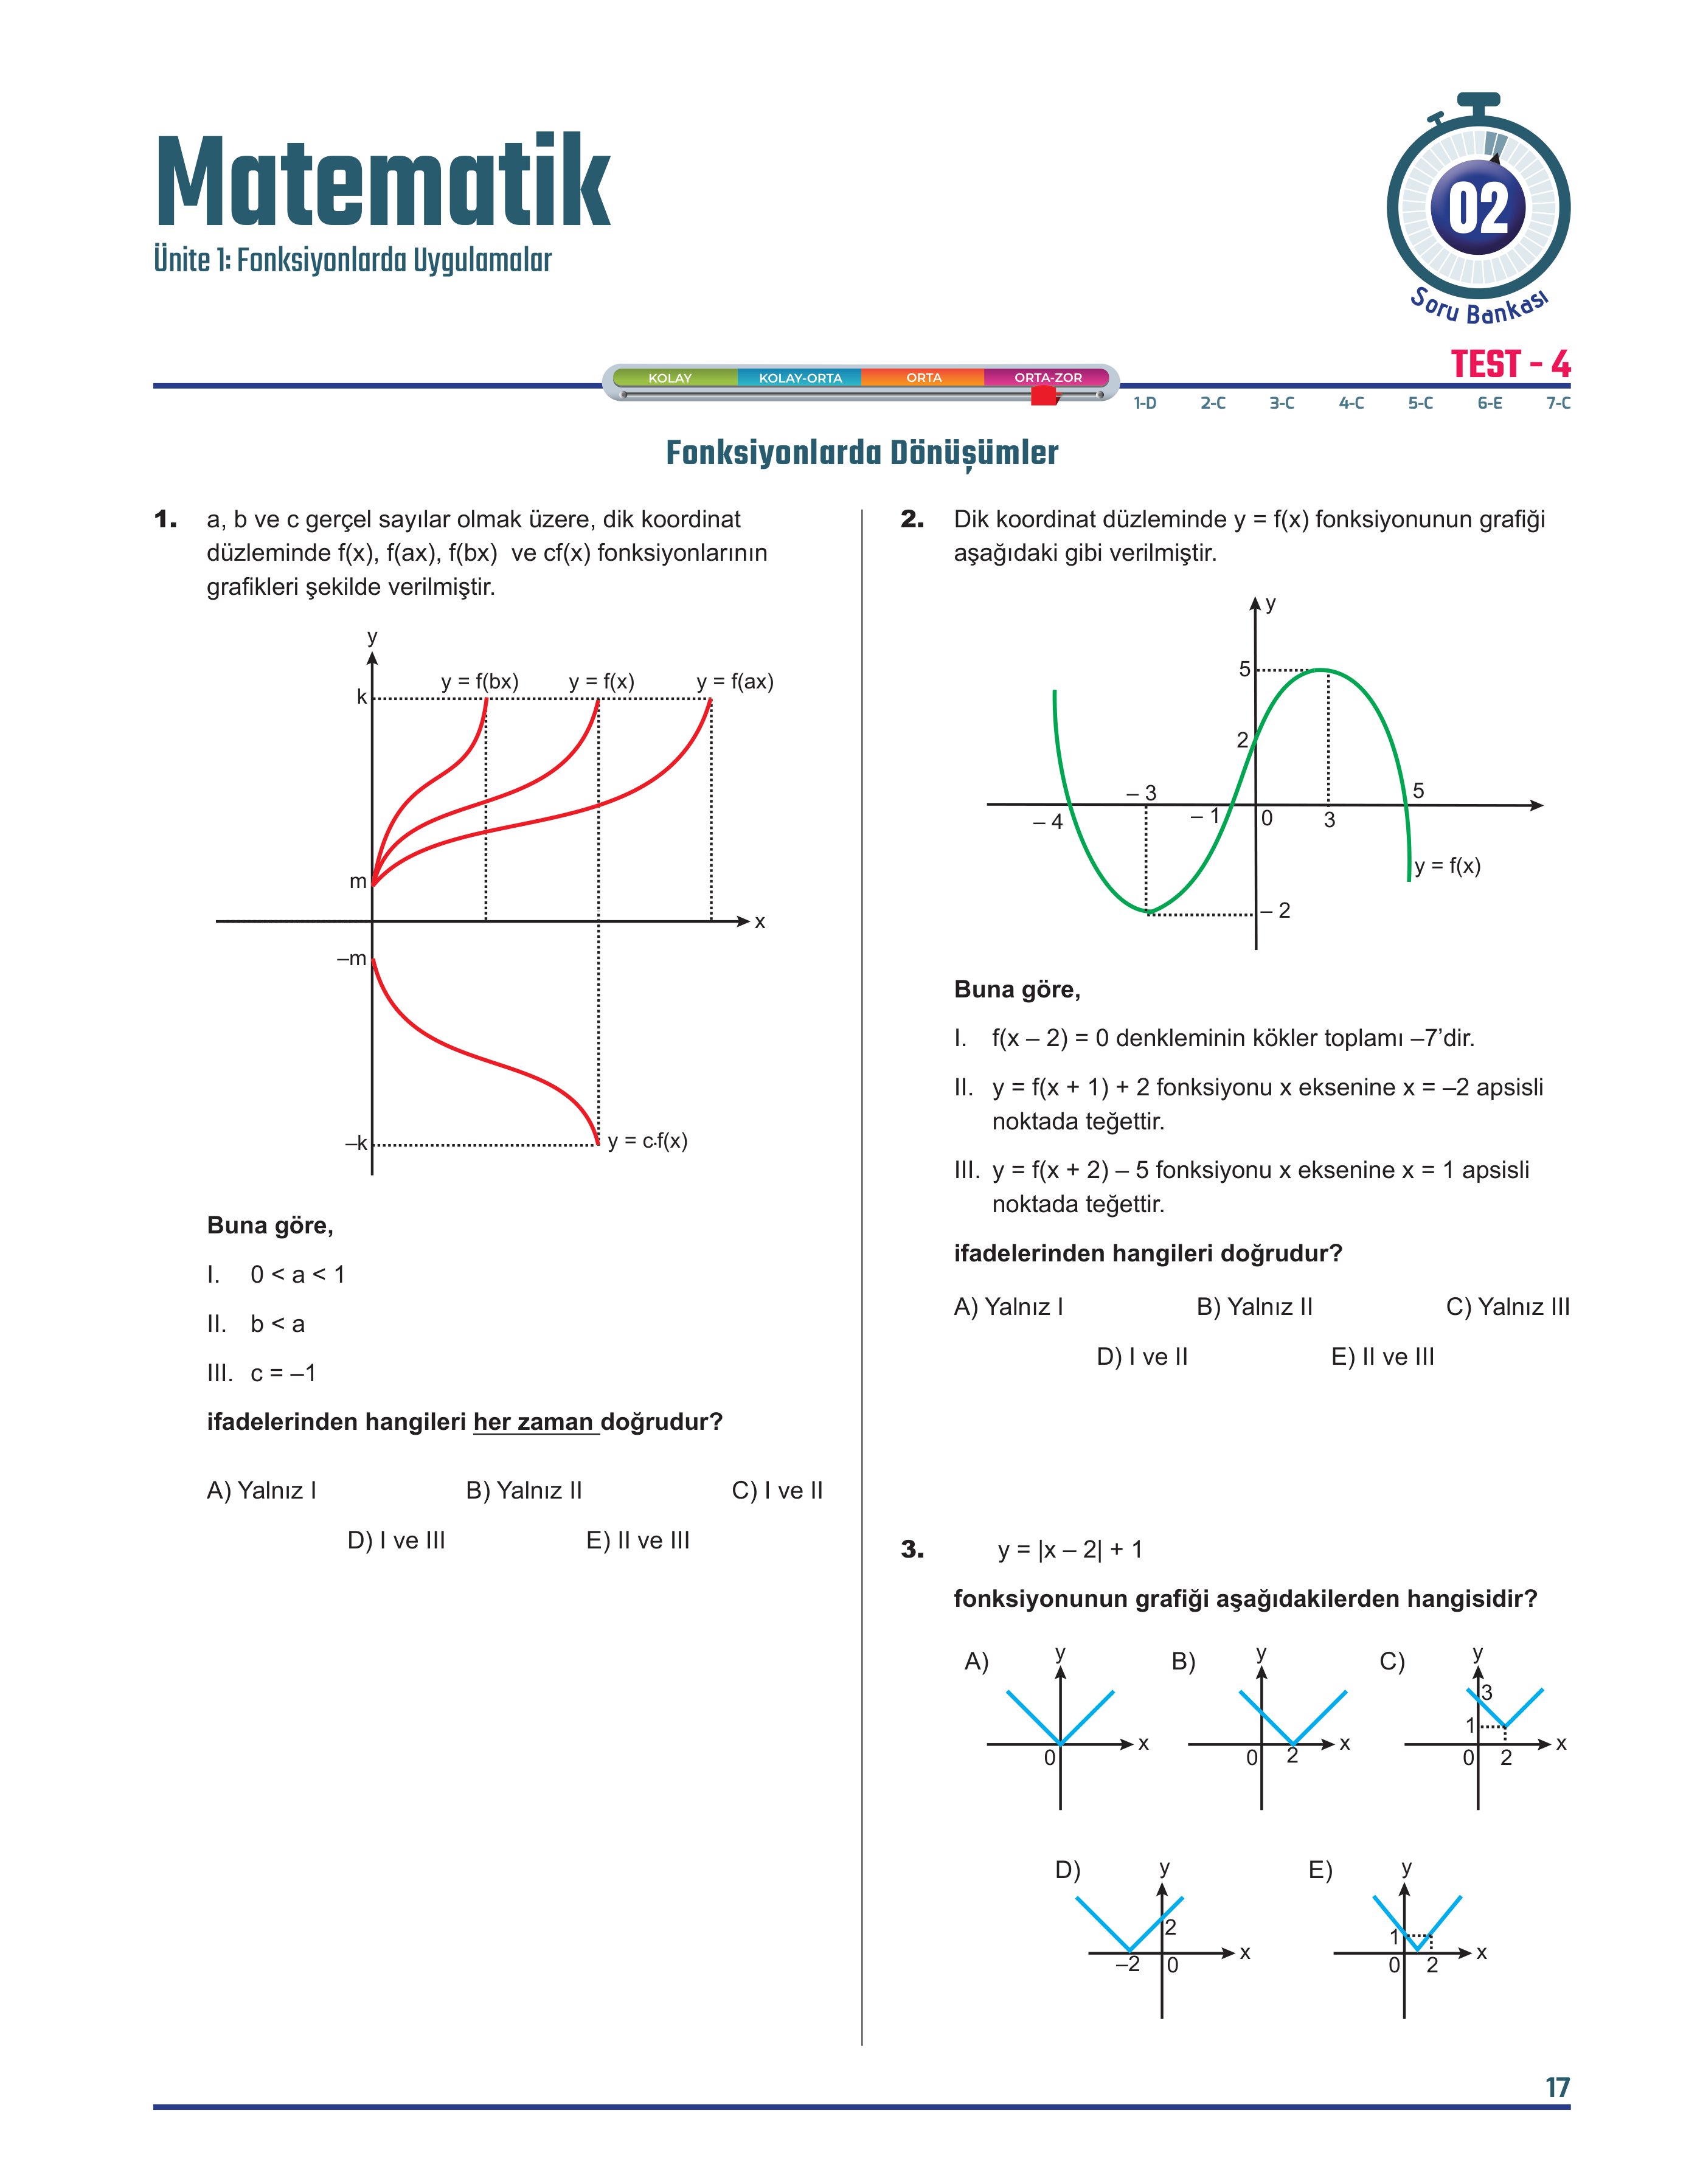 Matematik
Ünite 1: Fonksiyonlarda Uygulamalar
02
Soru Bankası
TEST - 4
KOLAY KOLAY-ORTA ORTA ORTA-ZOR
1-D 2-C 3-C 4-C 5-C 6-E 7-C
Fonksiyonlarda Dönüşümler
1. a, b ve c gerçel sayılar olmak üzere, dik koordinat
düzleminde f(x), f(ax), f(bx) ve cf(x) fonksiyonlarının
grafikleri şekilde verilmiştir.
y
y = f(bx) y = f(x) y = f(ax)
k
m
x
–m
–k
y = c·f(x)
Buna göre,
I. 0 < a < 1
II. b < a
III. c = –1
ifadelerinden hangileri her zaman doğrudur?
A) Yalnız I B) Yalnız II C) I ve II
D) I ve III E) II ve III
2. Dik koordinat düzleminde y = f(x) fonksiyonunun grafiği
aşağıdaki gibi verilmiştir.
y
5
2
– 3 5
– 4 – 1 0 3
y = f(x)
– 2
Buna göre,
I. f(x – 2) = 0 denkleminin kökler toplamı –7’dir.
II. y = f(x + 1) + 2 fonksiyonu x eksenine x = –2 apsisli
noktada teğettir.
III. y = f(x + 2) – 5 fonksiyonu x eksenine x = 1 apsisli
noktada teğettir.
ifadelerinden hangileri doğrudur?
A) Yalnız I B) Yalnız II C) Yalnız III
D) I ve II E) II ve III
3. y = |x – 2| + 1
fonksiyonunun grafiği aşağıdakilerden hangisidir?
A) y B) y C) y
3
1
x x x
0 0 2 0 2
D) y E) y
2 1
x x
–2 0 0 2
17